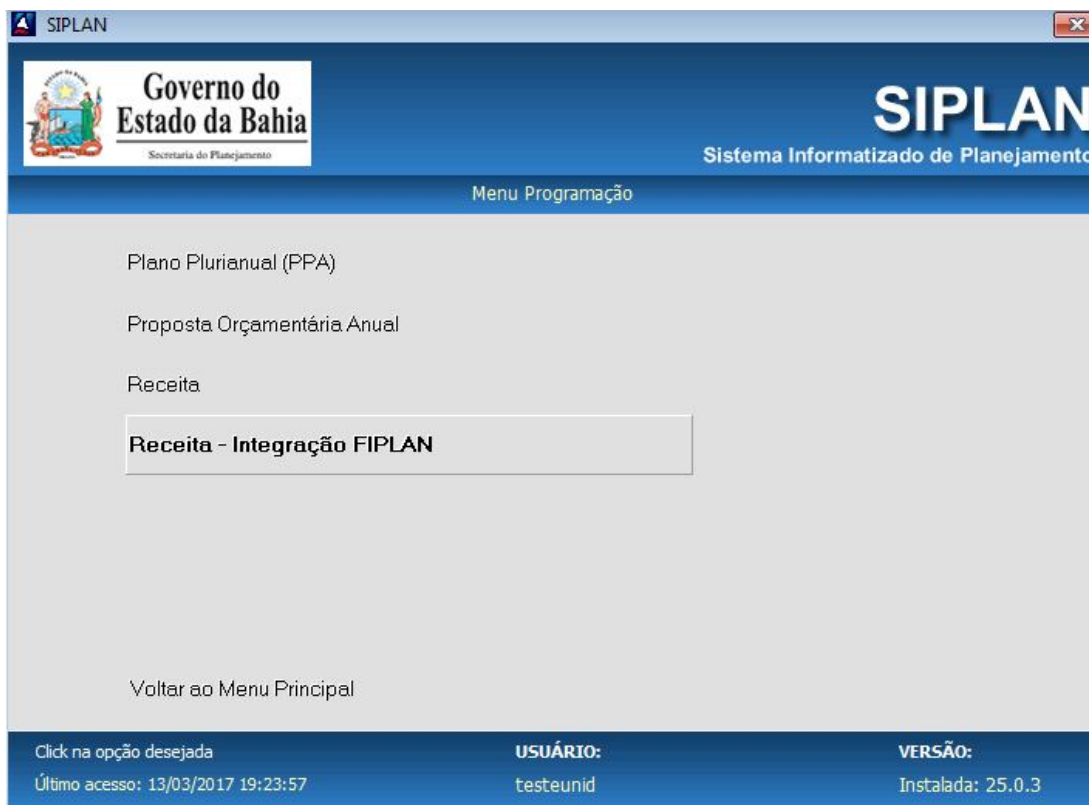 SIPLAN
Governo do
Estado da Bahia
Secretaria do Planejamento
SIPLAN
Sistema Informatizado de Planejamento
Menu Programação
Plano Plurianual (PPA)
Proposta Orçamentária Anual
Receita
Receita - Integração FIPLAN
Voltar ao Menu Principal
Click na opção desejada
USUÁRIO:
VERSÃO:
Último acesso: 13/03/2017 19:23:57
testeunid
Instalada: 25.0.3